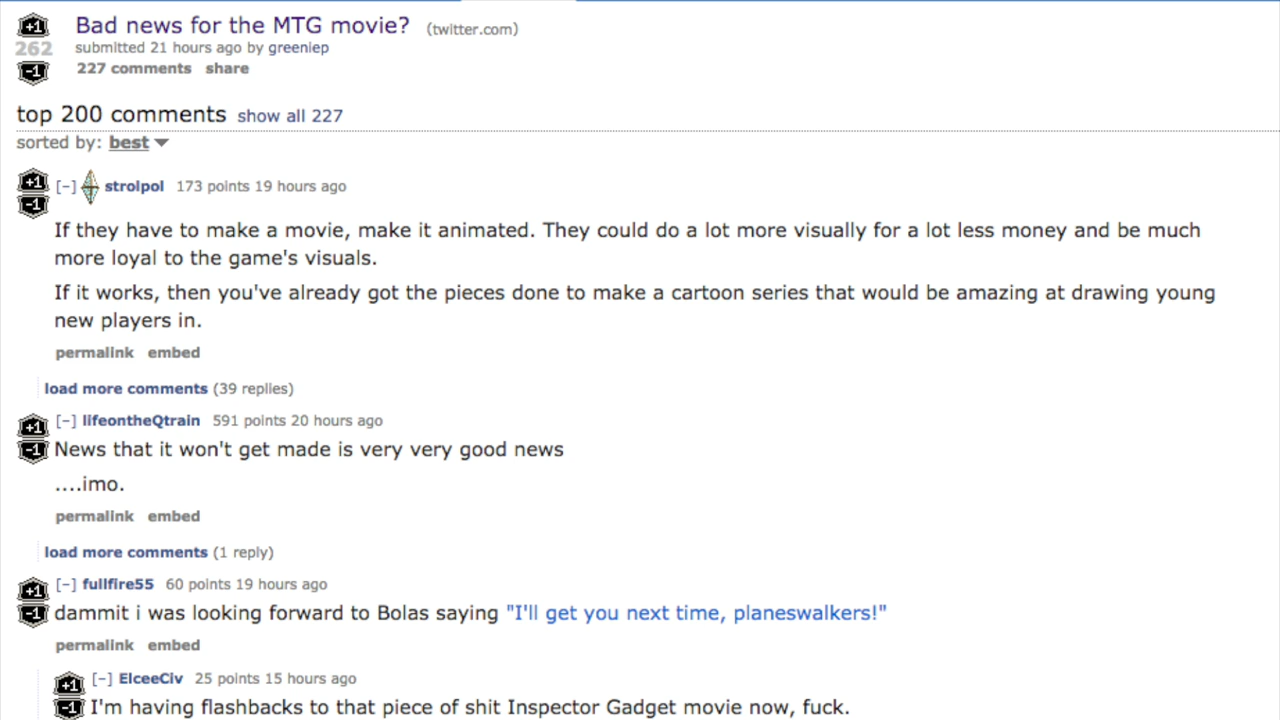 +1
Bad news for the MTG movie? (twitter.com)
262
submitted 21 hours ago by greeniep
-1
227 comments share
top 200 comments show all 227
sorted by: best
+1
[-] strolpol 173 points 19 hours ago
-1
If they have to make a movie, make it animated. They could do a lot more visually for a lot less money and be much
more loyal to the game's visuals.
If it works, then you've already got the pieces done to make a cartoon series that would be amazing at drawing young
new players in.
permalink embed
load more comments (39 replies)
+1
[-] lifeontheQtrain 591 points 20 hours ago
-1
News that it won't get made is very very good news
....imo.
permalink embed
load more comments (1 reply)
+1
[-] fullfire55 60 points 19 hours ago
-1
dammit i was looking forward to Bolas saying "I'll get you next time, planeswalkers!"
permalink embed
+1
[-] ElceeCiv 25 points 15 hours ago
-1
I'm having flashbacks to that piece of shit Inspector Gadget movie now, fuck.